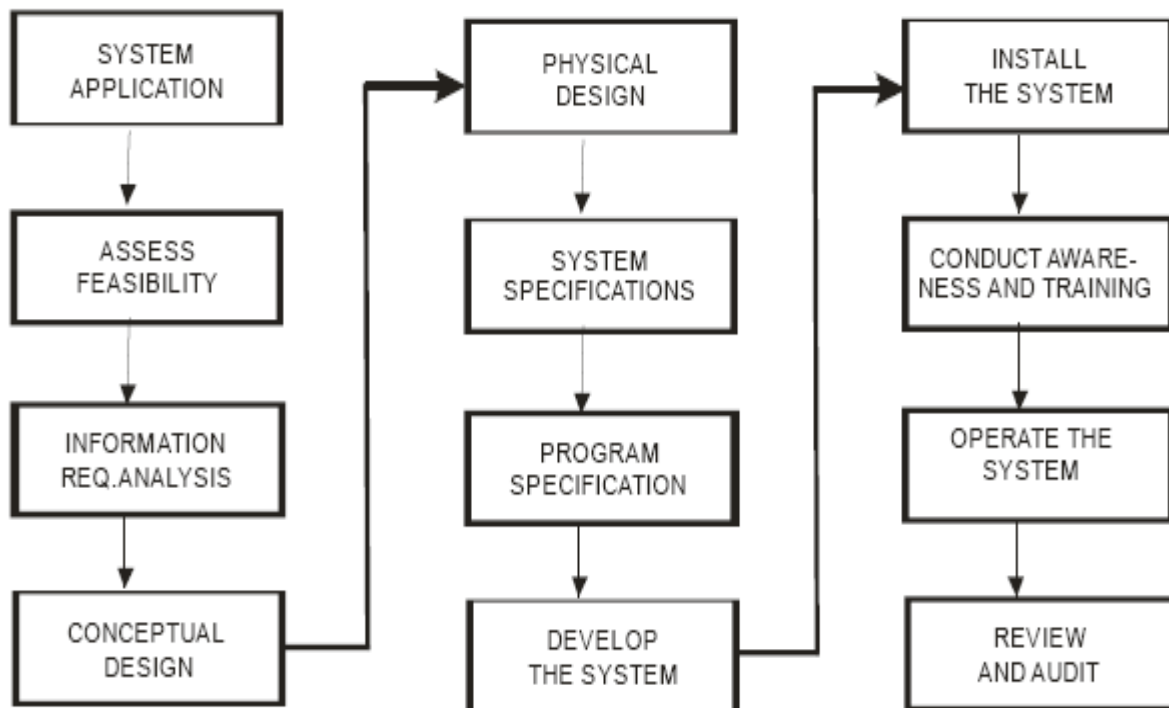 SYSTEM
APPLICATION
ASSESS
FEASIBILITY
INFORMATION
REQ.ANALYSIS
CONCEPTUAL
DESIGN
PHYSICAL
DESIGN
SYSTEM
SPECIFICATIONS
PROGRAM
SPECIFICATION
DEVELOP
THE SYSTEM
INSTALL
THE SYSTEM
CONDUCT AWARE-
NESS AND TRAINING
OPERATE THE
SYSTEM
REVIEW
AND AUDIT